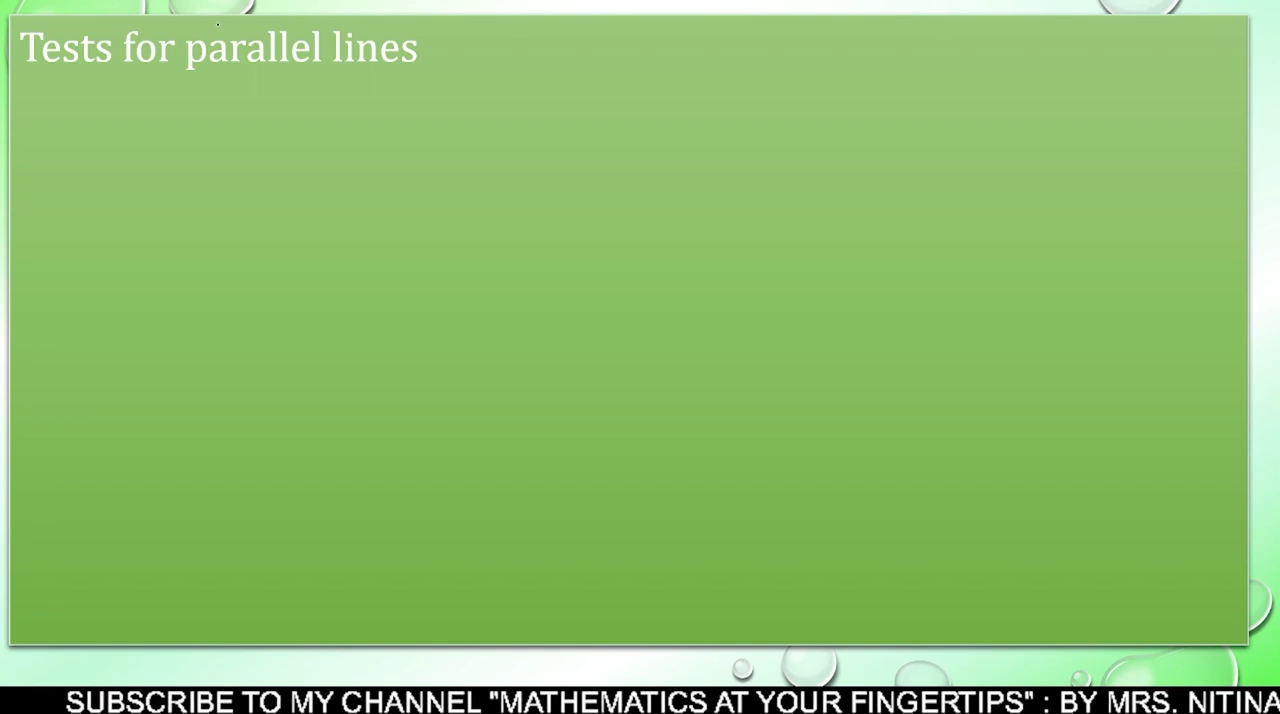 Tests for parallel lines
SUBSCRIBE TO MY CHANNEL "MATHEMATICS AT YOUR FINGERTIPS" : BY MRS. NITINA